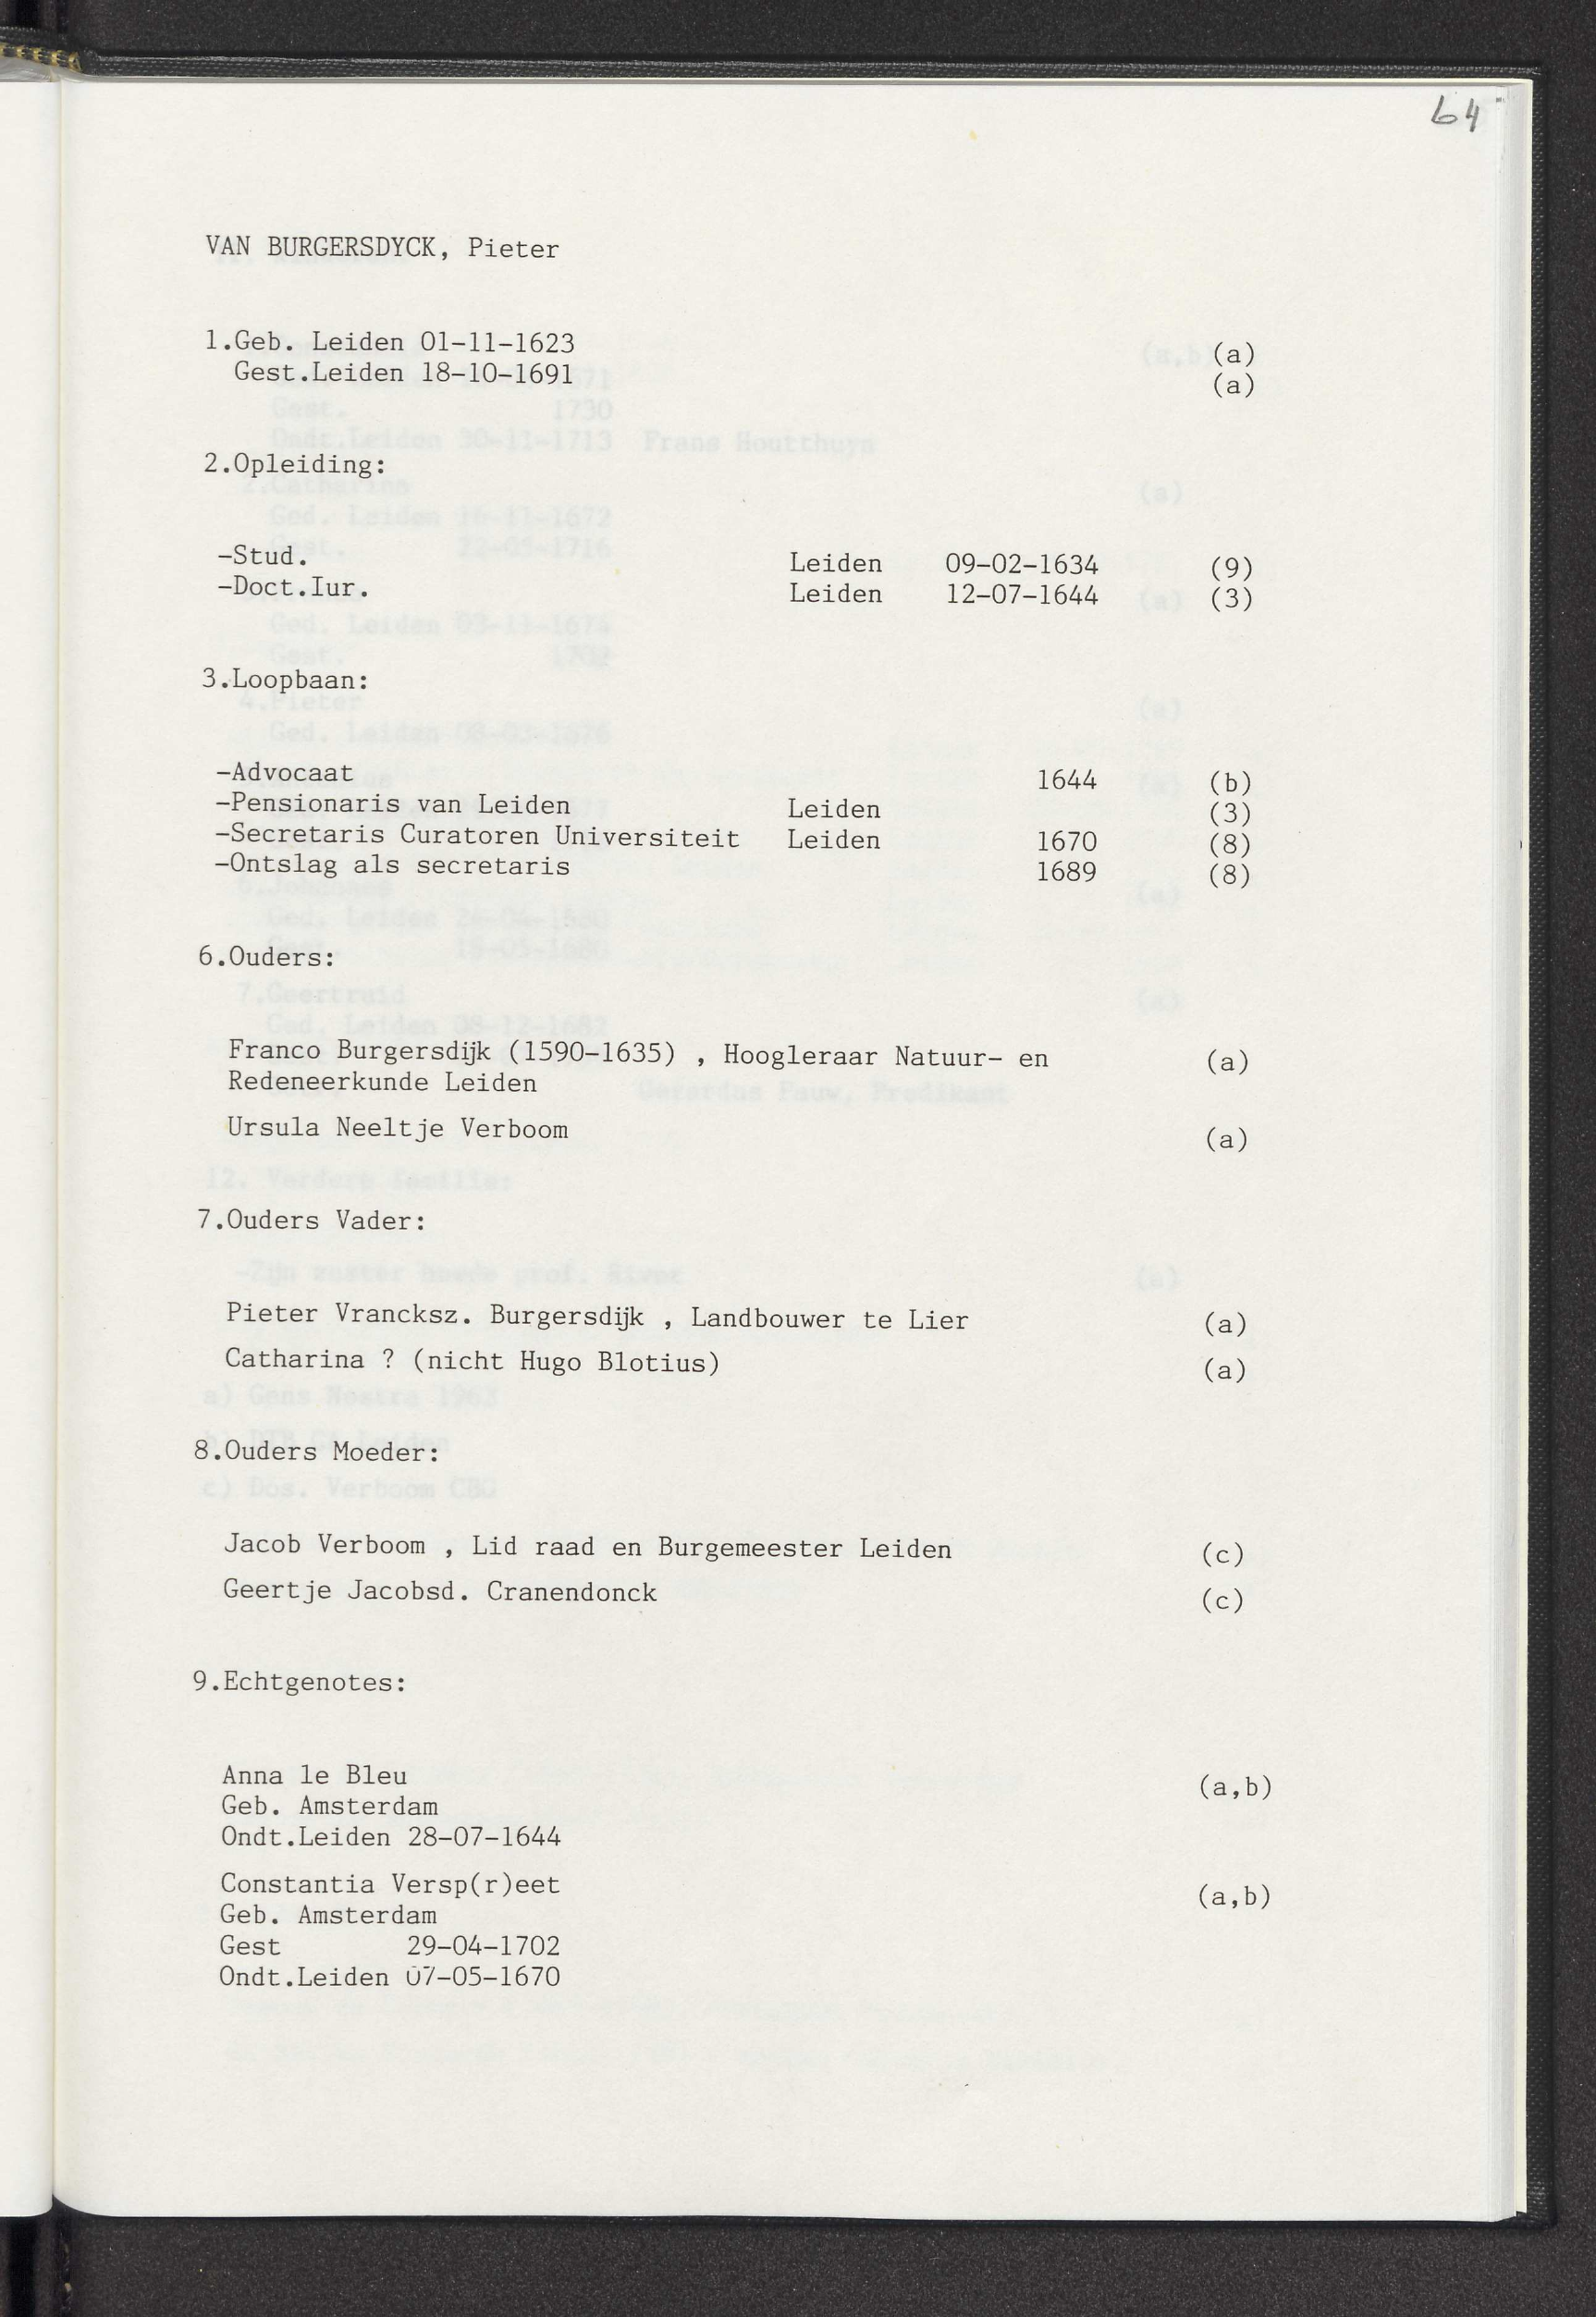 64
VAN BURGERSDYCK, Pieter
1.Geb. Leiden 01-11-1623 (a)
Gest.Leiden 18-10-1691 (a)
2.Opleiding:
-Stud. Leiden 09-02-1634 (9)
-Doct.Iur. Leiden 12-07-1644 (3)
3.Loopbaan:
-Advocaat 1644 (b)
-Pensionaris van Leiden Leiden (3)
-Secretaris Curatoren Universiteit Leiden 1670 (8)
-Ontslag als secretaris 1689 (8)
6.Ouders:
Franco Burgersdijk (1590-1635) , Hoogleraar Natuur- en (a)
Redeneerkunde Leiden
Ursula Neeltje Verboom (a)
7.Ouders Vader:
Pieter Vrancksz. Burgersdijk , Landbouwer te Lier (a)
Catharina ? (nicht Hugo Blotius) (a)
8.Ouders Moeder:
Jacob Verboom , Lid raad en Burgemeester Leiden (c)
Geertje Jacobsd. Cranendonck (c)
9.Echtgenotes:
Anna le Bleu (a,b)
Geb. Amsterdam
Ondt.Leiden 28-07-1644
Constantia Versp(r)eet (a,b)
Geb. Amsterdam
Gest 29-04-1702
Ondt.Leiden 07-05-1670